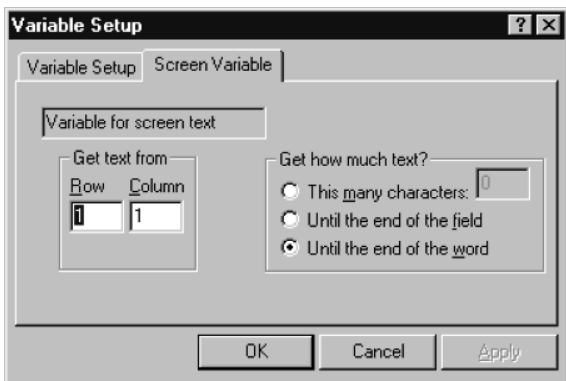 Variable Setup
Variable Setup Screen Variable
Variable for screen text
Get text from
Row Column
1 1
Get how much text?
This many characters: 0
Until the end of the field
Until the end of the word
OK Cancel Apply